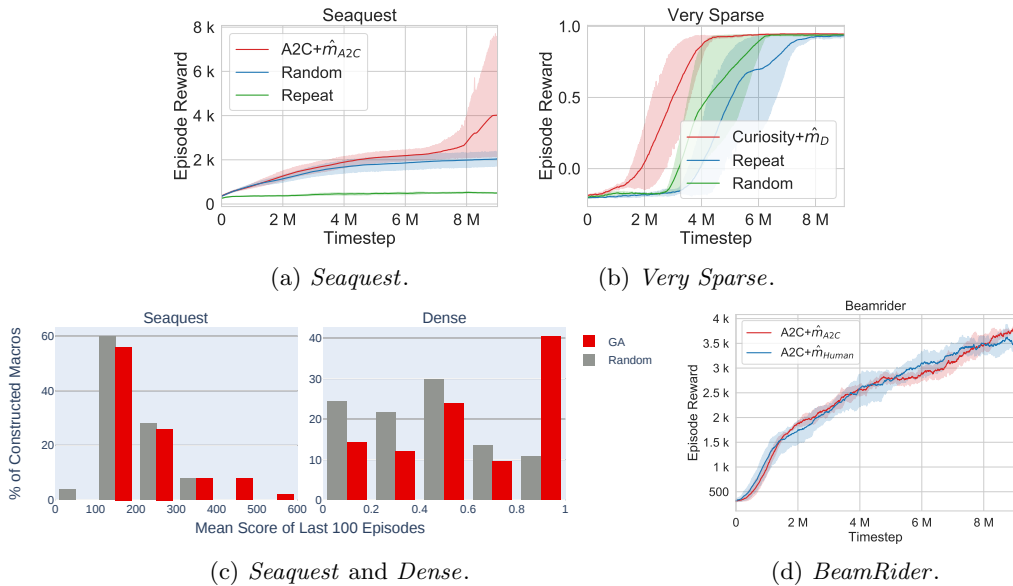 Seaquest
8 k
6 k
4 k
2 k
0
Episode Reward
A2C+m̂_A2C
Random
Repeat
0 2 M 4 M 6 M 8 M
Timestep
(a) Seaquest.
Very Sparse
1.0
0.5
0.0
Episode Reward
Curiosity+m̂_D
Repeat
Random
0 2 M 4 M 6 M 8 M
Timestep
(b) Very Sparse.
Seaquest
60
40
20
0
% of Constructed Macros
0 100 200 300 400 500 600
Dense
40
30
20
10
0
0 0.2 0.4 0.6 0.8 1
GA
Random
Mean Score of Last 100 Episodes
(c) Seaquest and Dense.
Beamrider
4 k
3.5 k
3 k
2.5 k
2 k
1.5 k
1 k
500
Episode Reward
A2C+m̂_A2C
A2C+m̂_Human
0 2 M 4 M 6 M 8 M
Timestep
(d) BeamRider.